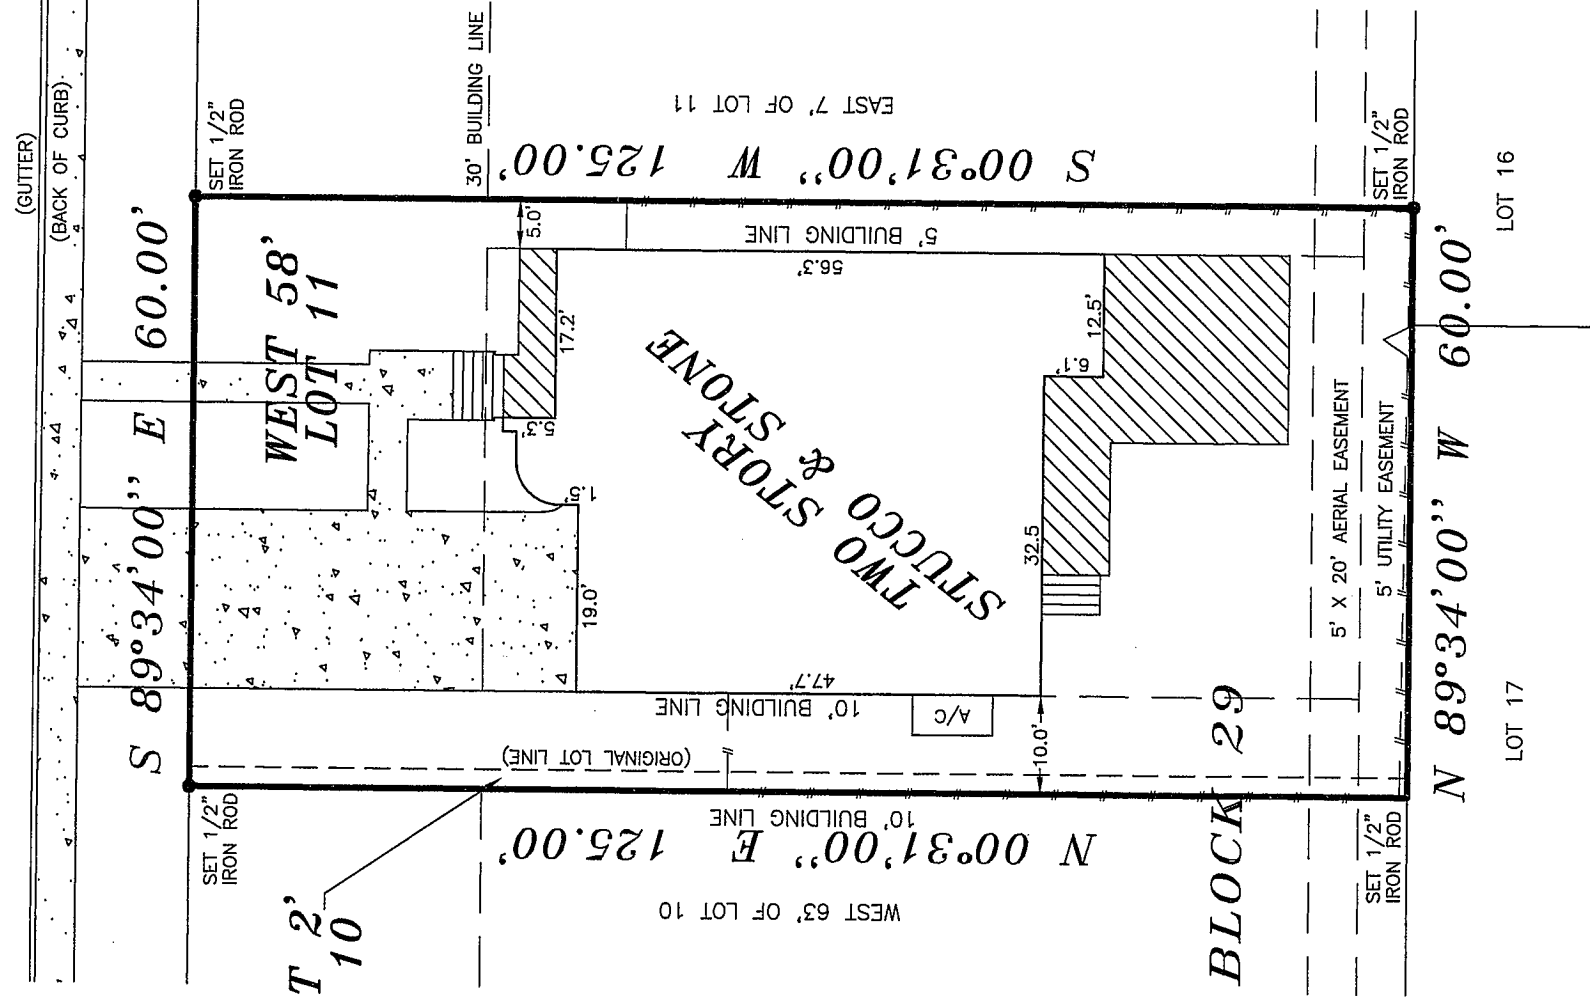 (GUTTER)
(BACK OF CURB)
S 89°34'00" E 60.00'
SET 1/2"
IRON ROD
SET 1/2"
IRON ROD
30' BUILDING LINE
WEST 58'
LOT 11
T 2'
10
EAST 7' OF LOT 11
S 00°31'00" W 125.00'
5' BUILDING LINE
5.0'
56.3'
17.2'
5.3'
1.5'
19.0'
TWO STORY
STUCCO & STONE
12.5'
6.1'
32.5
47.7'
10' BUILDING LINE
A/C
10.0'
(ORIGINAL LOT LINE)
10' BUILDING LINE
N 00°31'00" E 125.00'
WEST 63' OF LOT 10
BLOCK 29
5' X 20' AERIAL EASEMENT
5' UTILITY EASEMENT
SET 1/2"
IRON ROD
SET 1/2"
IRON ROD
N 89°34'00" W 60.00'
LOT 16
LOT 17